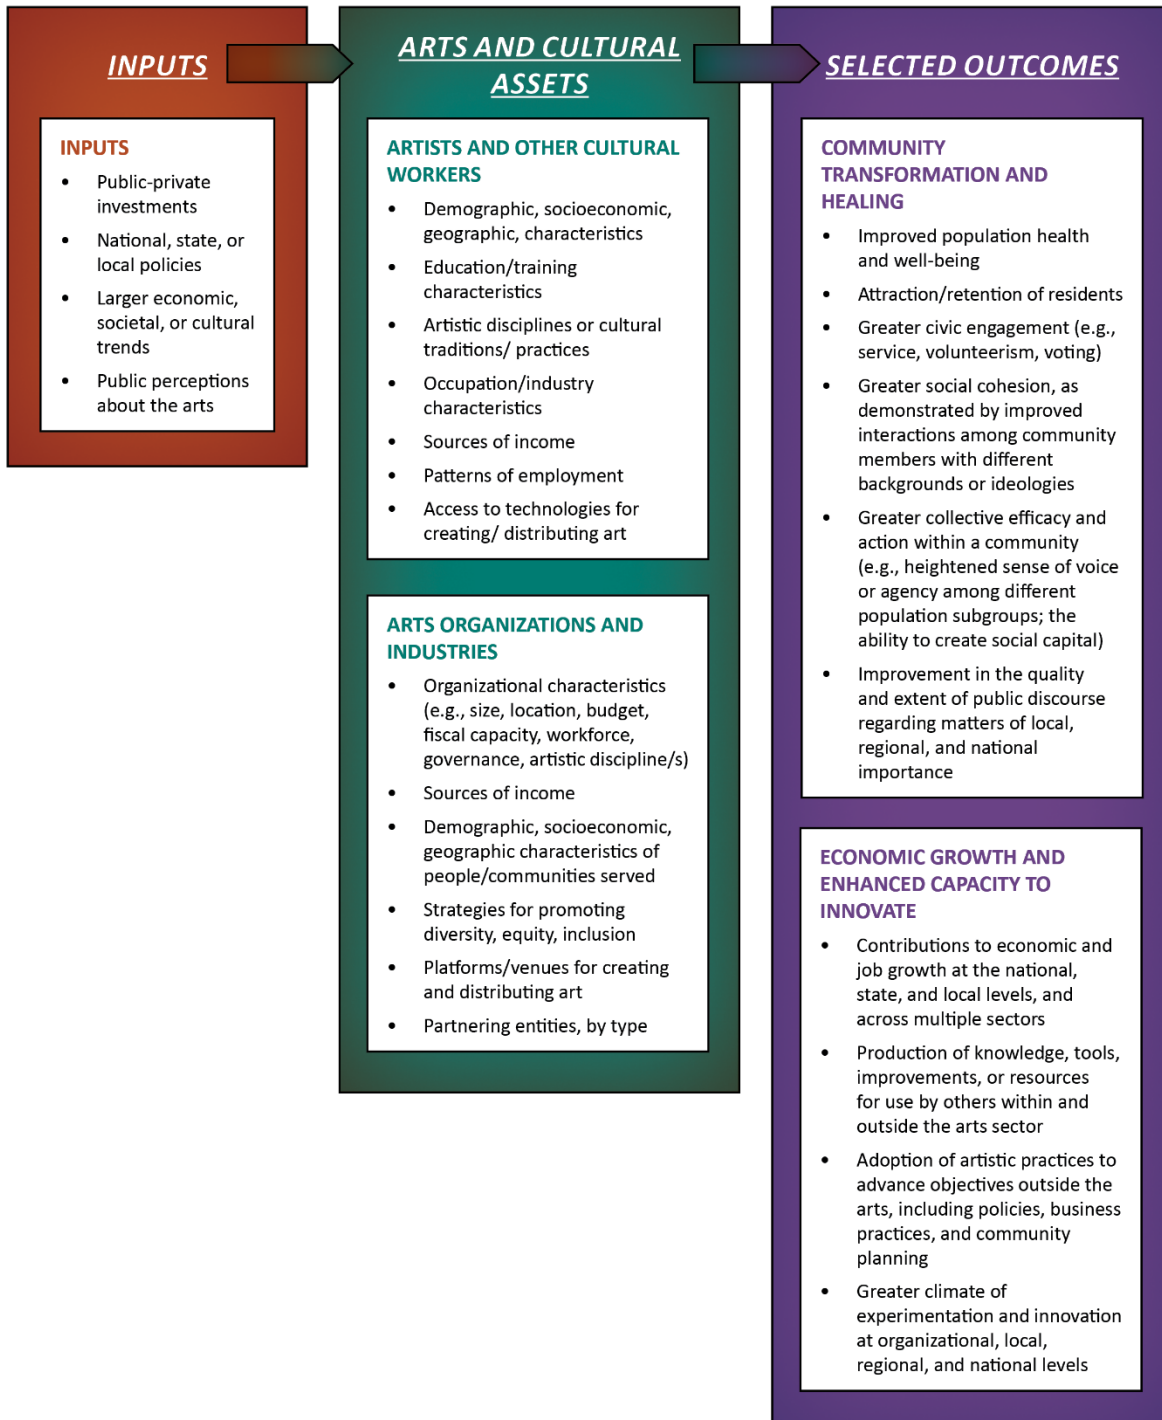 INPUTS
INPUTS
• Public-private
investments
• National, state, or
local policies
• Larger economic,
societal, or cultural
trends
• Public perceptions
about the arts
ARTS AND CULTURAL
ASSETS
ARTISTS AND OTHER CULTURAL
WORKERS
• Demographic, socioeconomic,
geographic, characteristics
• Education/training
characteristics
• Artistic disciplines or cultural
traditions/ practices
• Occupation/industry
characteristics
• Sources of income
• Patterns of employment
• Access to technologies for
creating/ distributing art
ARTS ORGANIZATIONS AND
INDUSTRIES
• Organizational characteristics
(e.g., size, location, budget,
fiscal capacity, workforce,
governance, artistic discipline/s)
• Sources of income
• Demographic, socioeconomic,
geographic characteristics of
people/communities served
• Strategies for promoting
diversity, equity, inclusion
• Platforms/venues for creating
and distributing art
• Partnering entities, by type
SELECTED OUTCOMES
COMMUNITY
TRANSFORMATION AND
HEALING
• Improved population health
and well-being
• Attraction/retention of residents
• Greater civic engagement (e.g.,
service, volunteerism, voting)
• Greater social cohesion, as
demonstrated by improved
interactions among community
members with different
backgrounds or ideologies
• Greater collective efficacy and
action within a community
(e.g., heightened sense of voice
or agency among different
population subgroups; the
ability to create social capital)
• Improvement in the quality
and extent of public discourse
regarding matters of local,
regional, and national
importance
ECONOMIC GROWTH AND
ENHANCED CAPACITY TO
INNOVATE
• Contributions to economic and
job growth at the national,
state, and local levels, and
across multiple sectors
• Production of knowledge, tools,
improvements, or resources
for use by others within and
outside the arts sector
• Adoption of artistic practices to
advance objectives outside the
arts, including policies, business
practices, and community
planning
• Greater climate of
experimentation and innovation
at organizational, local,
regional, and national levels